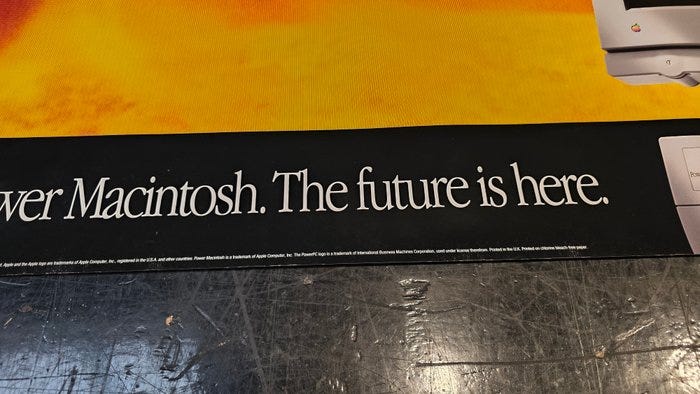 wer Macintosh. The future is here.
Apple and the Apple logo are trademarks of Apple Computer, Inc., registered in the U.S.A. and other countries. Power Macintosh is a trademark of Apple Computer, Inc. The PowerPC logo is a trademark of International Business Machines Corporation, used under license therefrom. Printed in the U.K. Printed on chlorine bleach free paper.